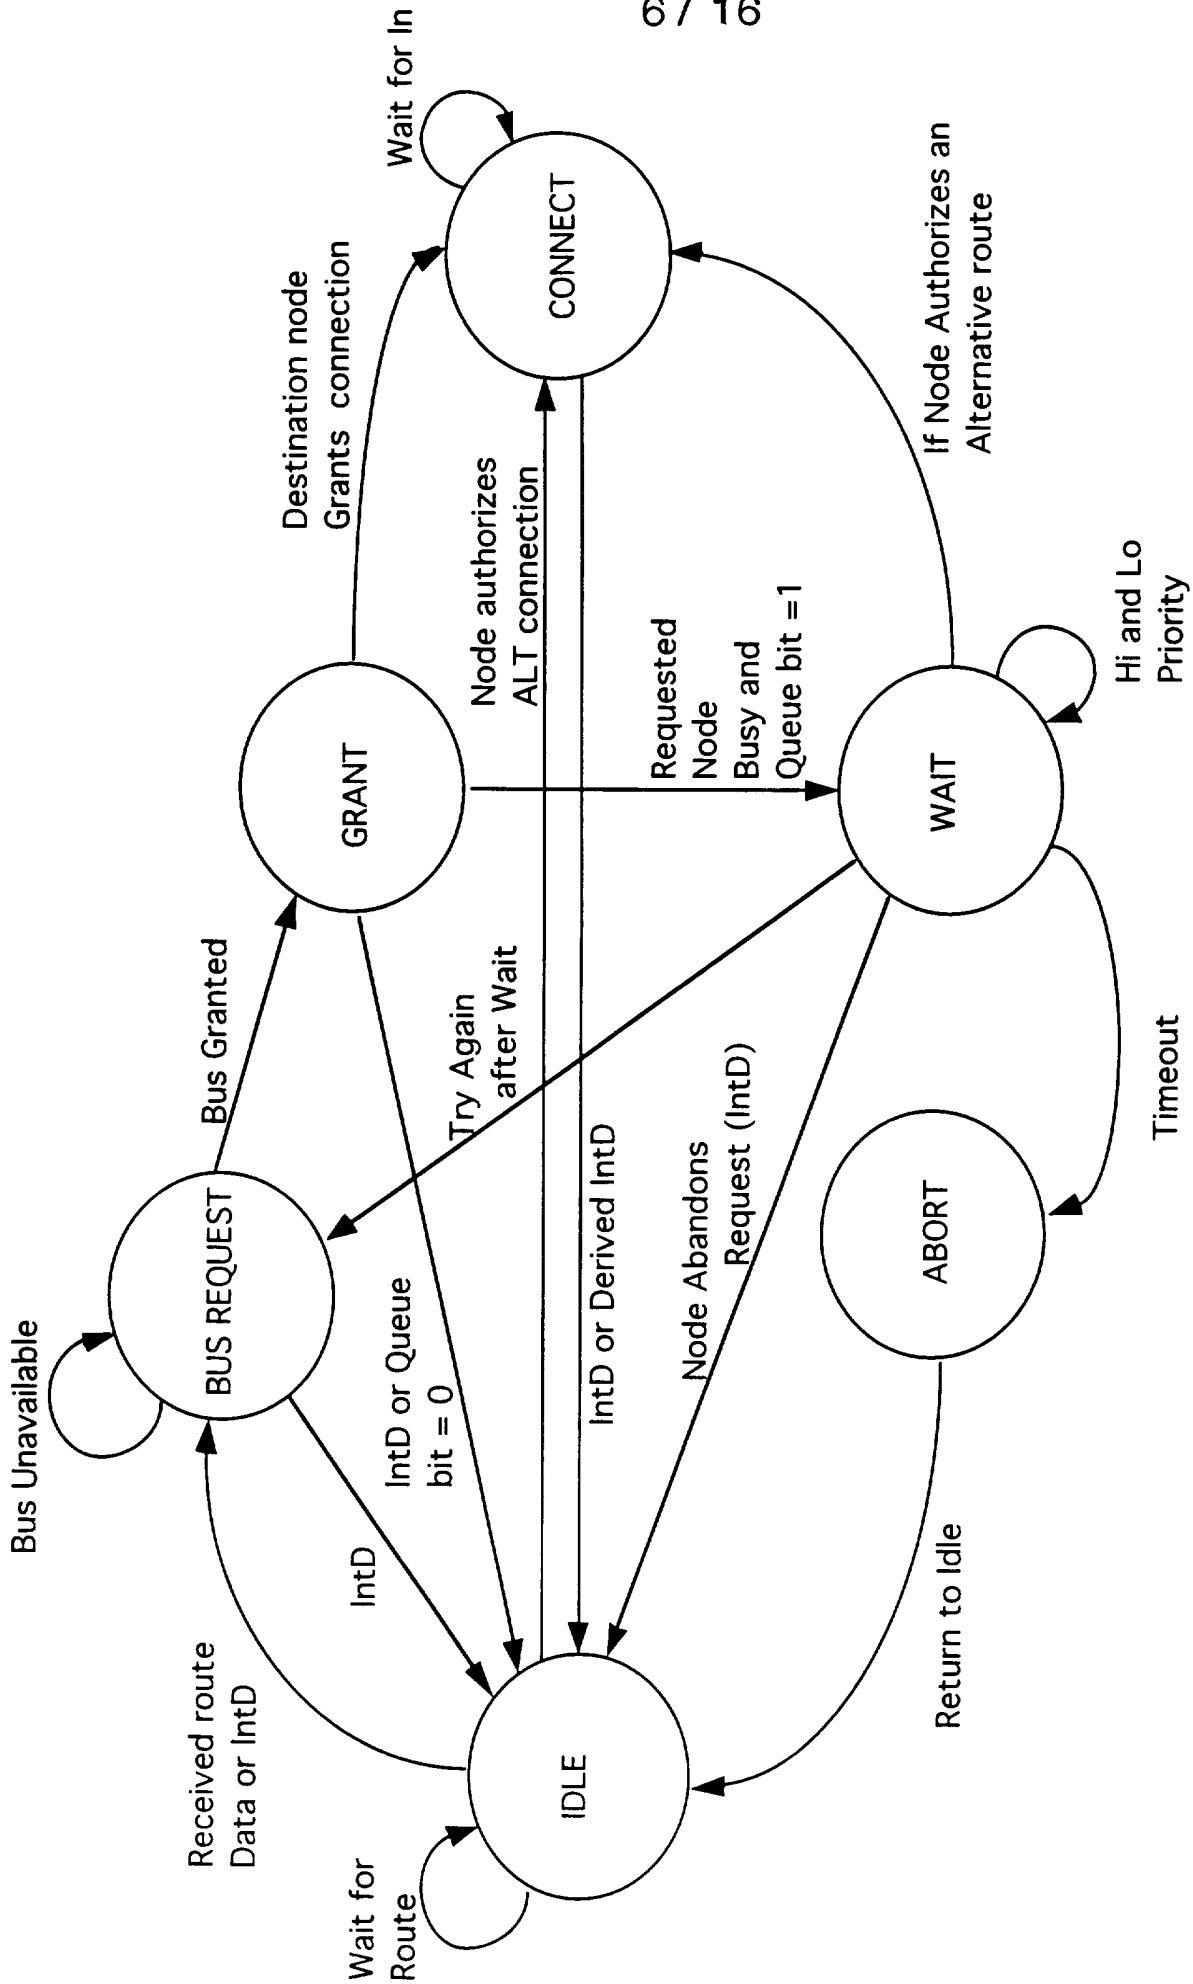 6 / 16
Bus Unavailable
BUS REQUEST
Received route
Data or IntD
Bus Granted
IntD
Wait for
Route
IDLE
IntD or Queue
bit = 0
Try Again
after Wait
GRANT
Destination node
Grants connection
Wait for In
CONNECT
Node authorizes
ALT connection
IntD or Derived IntD
Requested
Node
Busy and
Queue bit =1
Node Abandons
Request (IntD)
WAIT
If Node Authorizes an
Alternative route
Hi and Lo
Priority
ABORT
Return to Idle
Timeout